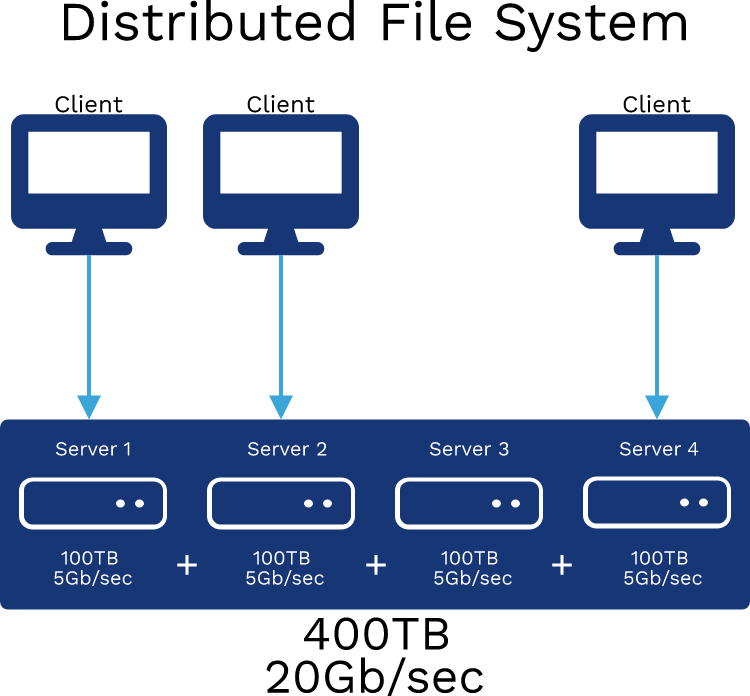 Distributed File System
Client Client Client
Server 1 Server 2 Server 3 Server 4
100TB + 100TB + 100TB + 100TB
5Gb/sec 5Gb/sec 5Gb/sec 5Gb/sec
400TB
20Gb/sec